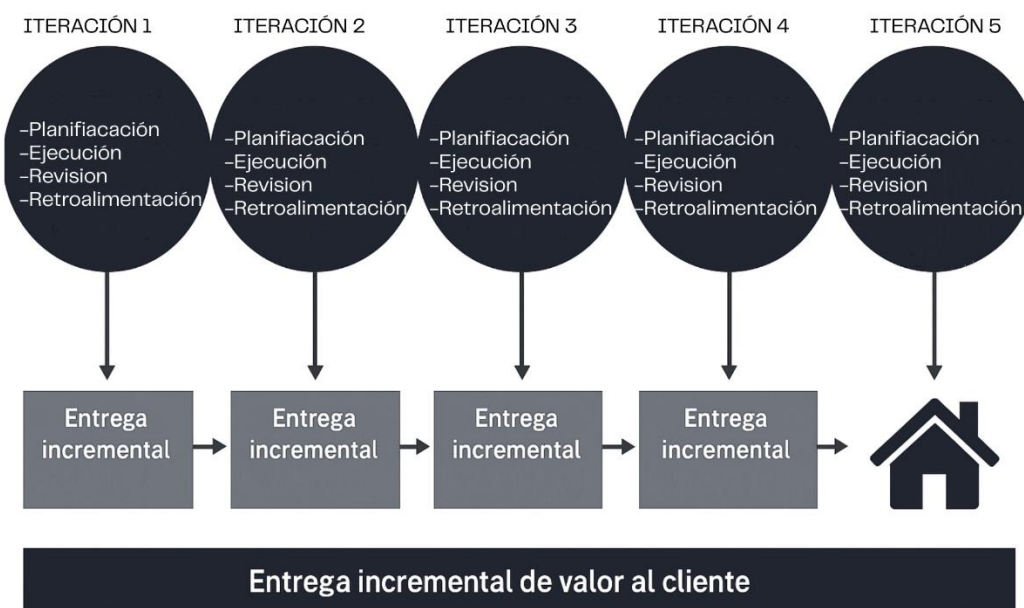 ITERACIÓN 1
ITERACIÓN 2
ITERACIÓN 3
ITERACIÓN 4
ITERACIÓN 5
-Planifiacación
-Ejecución
-Revision
-Retroalimentación
-Planifiacación
-Ejecución
-Revision
-Retroalimentación
-Planifiacación
-Ejecución
-Revision
-Retroalimentación
-Planifiacación
-Ejecución
-Revision
-Retroalimentación
-Planifiacación
-Ejecución
-Revision
-Retroalimentación
Entrega
incremental
Entrega
incremental
Entrega
incremental
Entrega
incremental
Entrega incremental de valor al cliente